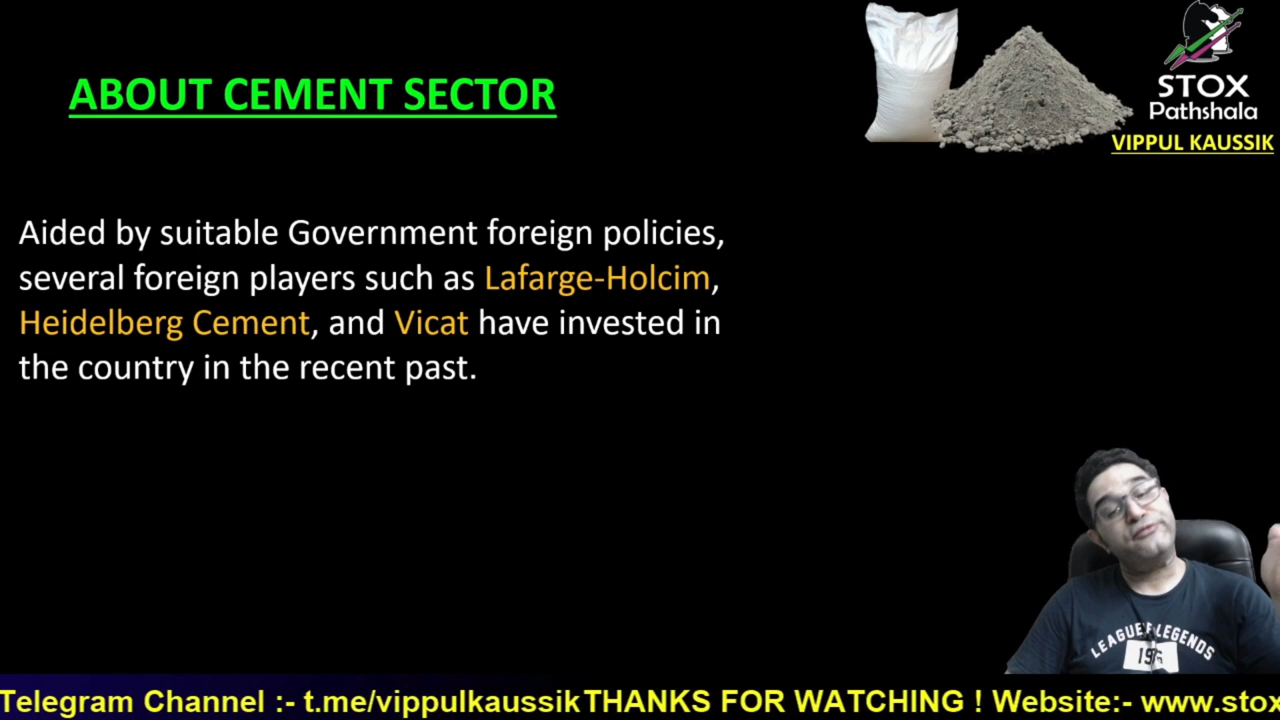 ABOUT CEMENT SECTOR
STOX
Pathshala
VIPPUL KAUSSIK
Aided by suitable Government foreign policies,
several foreign players such as Lafarge-Holcim,
Heidelberg Cement, and Vicat have invested in
the country in the recent past.
LEAGUE LEGENDS
Telegram Channel :- t.me/vippulkaussik THANKS FOR WATCHING ! Website:- www.stox